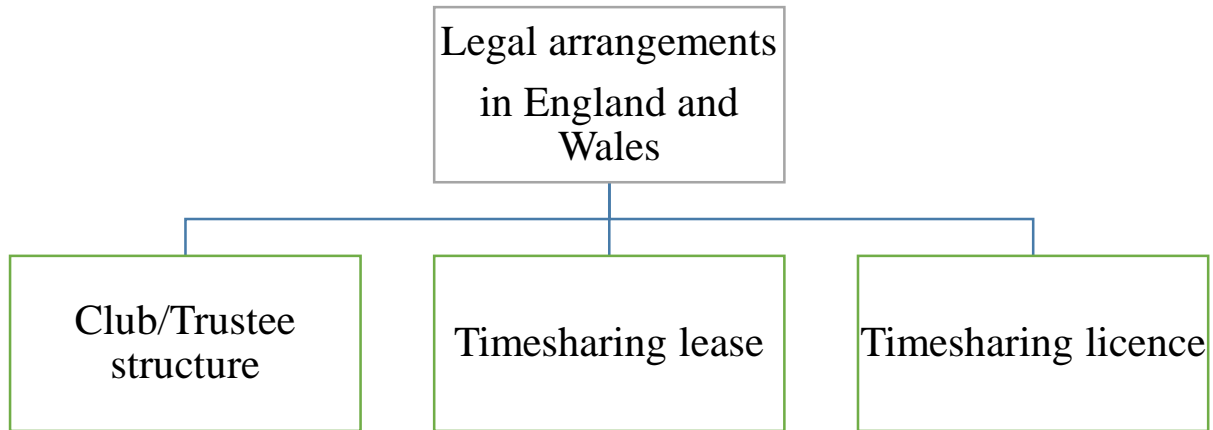 Legal arrangements
in England and
Wales
Club/Trustee
structure
Timesharing lease
Timesharing licence